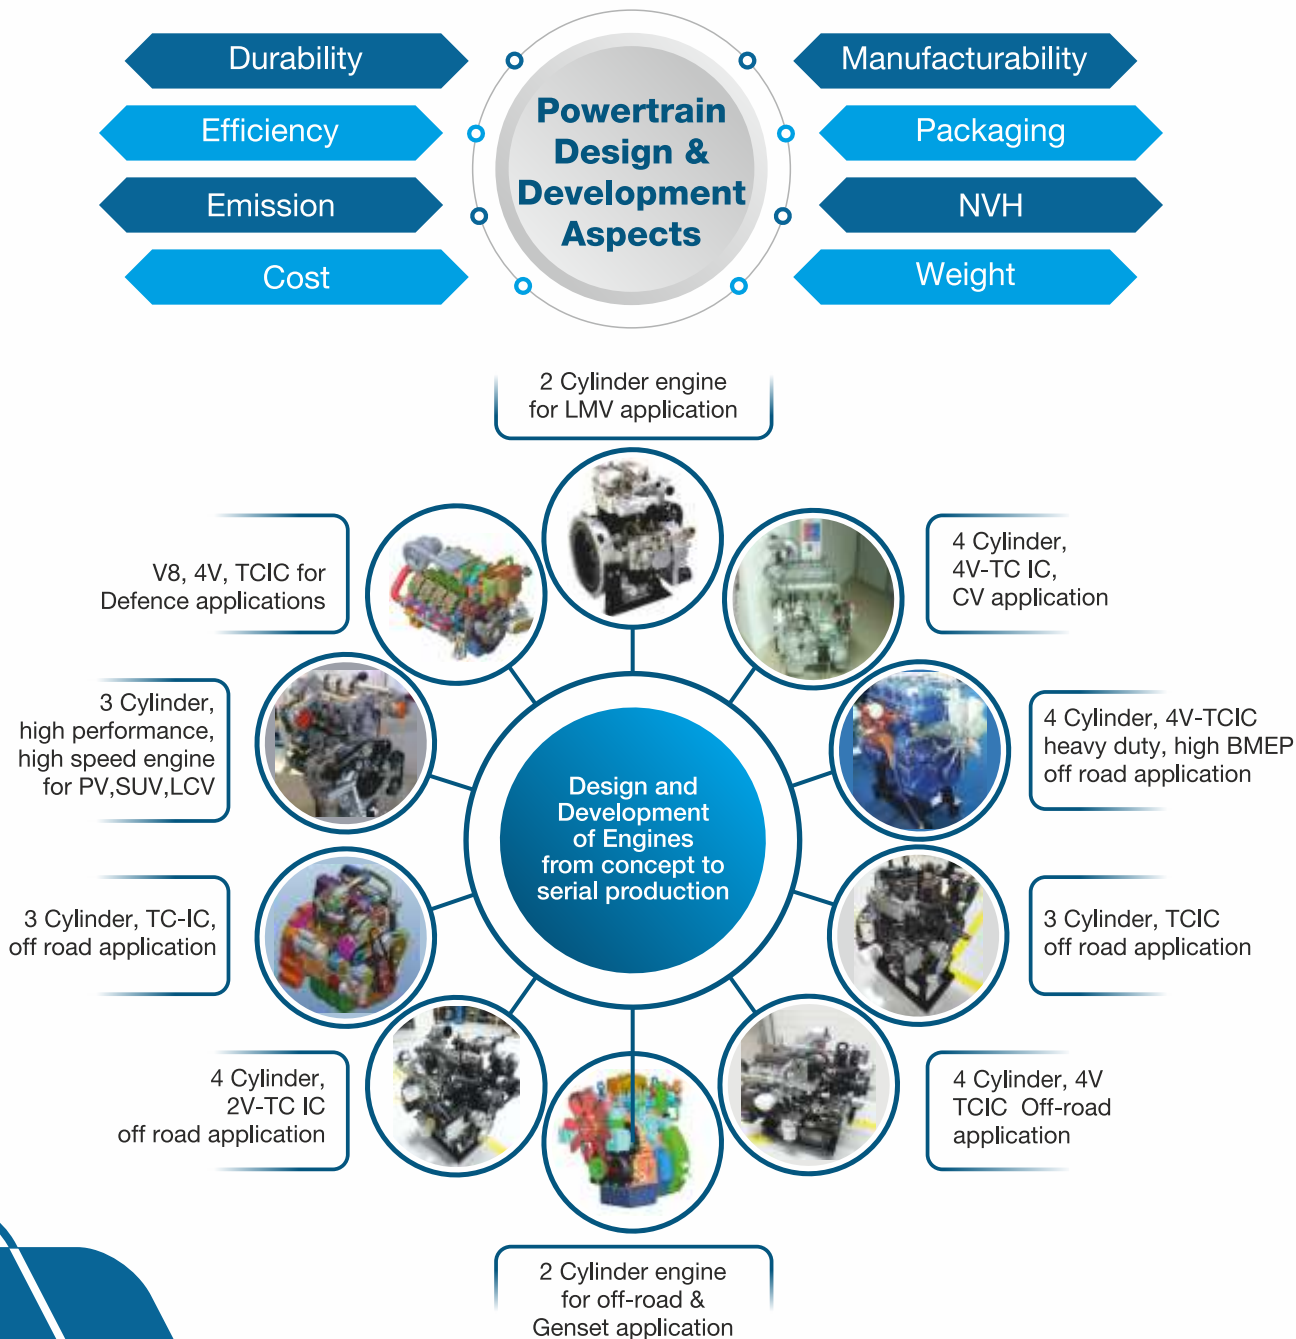 Durability
Efficiency
Emission
Cost
Powertrain
Design &
Development
Aspects
Manufacturability
Packaging
NVH
Weight
2 Cylinder engine
for LMV application
V8, 4V, TCIC for
Defence applications
4 Cylinder,
4V-TC IC,
CV application
3 Cylinder,
high performance,
high speed engine
for PV,SUV,LCV
4 Cylinder, 4V-TCIC
heavy duty, high BMEP
off road application
Design and
Development
of Engines
from concept to
serial production
3 Cylinder, TC-IC,
off road application
3 Cylinder, TCIC
off road application
4 Cylinder,
2V-TC IC
off road application
4 Cylinder, 4V
TCIC Off-road
application
2 Cylinder engine
for off-road &
Genset application